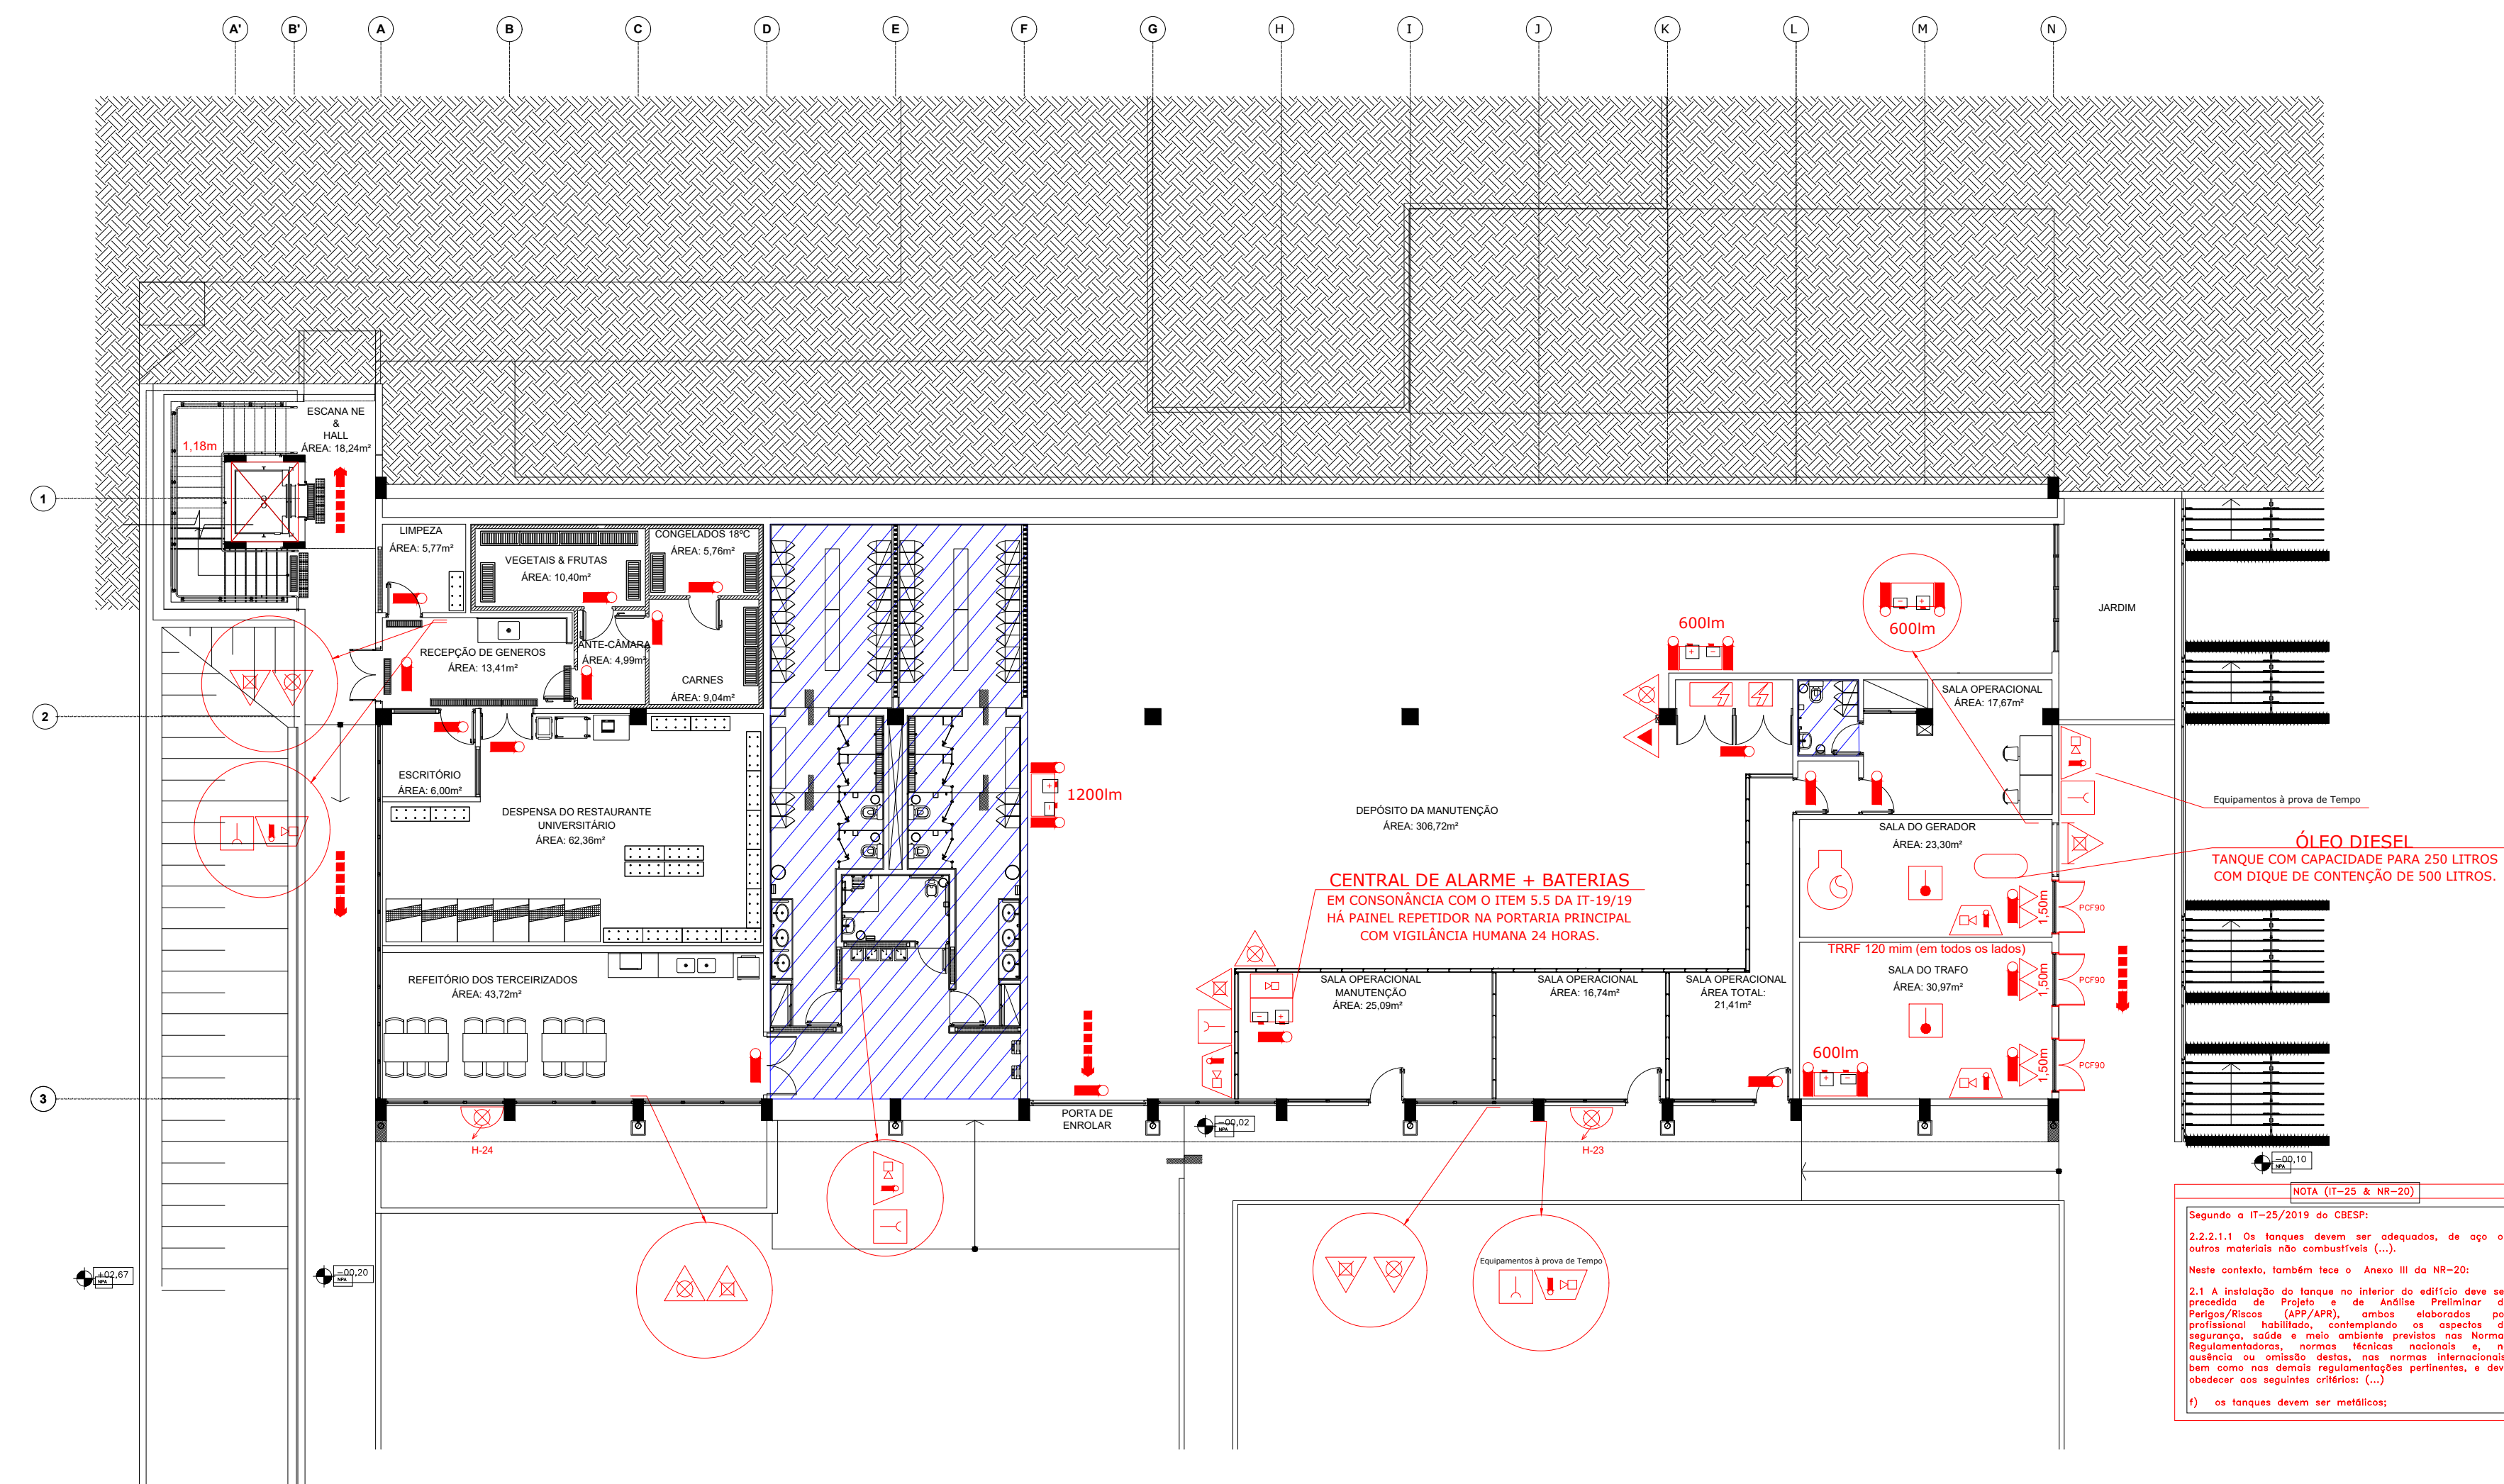 A' B' A B C D E F G H I J K L M N
1
2
3
ESCANA NE
&
HALL
ÁREA: 18,24m²
1,18m
LIMPEZA
ÁREA: 5,77m²
VEGETAIS & FRUTAS
ÁREA: 10,40m²
CONGELADOS 18ºC
ÁREA: 5,76m²
RECEPÇÃO DE GENEROS
ÁREA: 13,41m²
ANTE-CÂMARA
ÁREA: 4,99m²
CARNES
ÁREA: 9,04m²
ESCRITÓRIO
ÁREA: 6,00m²
DESPENSA DO RESTAURANTE
UNIVERSITÁRIO
ÁREA: 62,36m²
REFEITÓRIO DOS TERCEIRIZADOS
ÁREA: 43,72m²
H-24
1200lm
DEPÓSITO DA MANUTENÇÃO
ÁREA: 306,72m²
CENTRAL DE ALARME + BATERIAS
EM CONSONÂNCIA COM O ITEM 5.5 DA IT-19/19
HÁ PAINEL REPETIDOR NA PORTARIA PRINCIPAL
COM VIGILÂNCIA HUMANA 24 HORAS.
SALA OPERACIONAL
MANUTENÇÃO
ÁREA: 25,09m²
SALA OPERACIONAL
ÁREA: 16,74m²
SALA OPERACIONAL
ÁREA TOTAL:
21,41m²
PORTA DE
ENROLAR
H-23
600lm
600lm
SALA OPERACIONAL
ÁREA: 17,67m²
SALA DO GERADOR
ÁREA: 23,30m²
TRRF 120 mim (em todos os lados)
SALA DO TRAFO
ÁREA: 30,97m²
600lm
1,50m
1,50m
1,50m
PCF90
PCF90
PCF90
JARDIM
Equipamentos à prova de Tempo
ÓLEO DIESEL
TANQUE COM CAPACIDADE PARA 250 LITROS
COM DIQUE DE CONTENÇÃO DE 500 LITROS.
Equipamentos à prova de Tempo
+02,67
NPA
-00,20
NPA
-00,02
NPA
-00,10
NPA
NOTA (IT-25 & NR-20)
Segundo a IT-25/2019 do CBESP:
2.2.2.1.1 Os tanques devem ser adequados, de aço o
outros materiais não combustíveis (...).
Neste contexto, também tece o Anexo III da NR-20:
2.1 A instalação do tanque no interior do edifício deve se
precedida de Projeto e de Análise Preliminar d
Perigos/Riscos (APP/APR), ambos elaborados po
profissional habilitado, contemplando os aspectos d
segurança, saúde e meio ambiente previstos nas Norma
Regulamentadoras, normas técnicas nacionais e, n
ausência ou omissão destas, nas normas internacionais
bem como nas demais regulamentações pertinentes, e dev
obedecer aos seguintes critérios: (...)
f) os tanques devem ser metálicos;